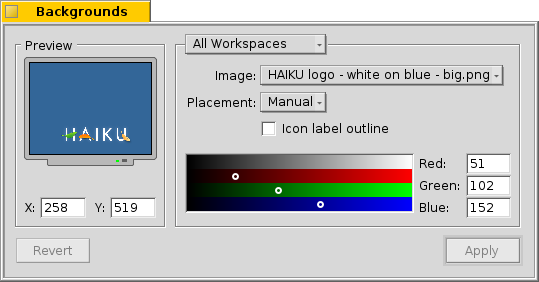 Backgrounds
Preview
HAIKU
X: 258 Y: 519
All Workspaces
Image: HAIKU logo - white on blue - big.png
Placement: Manual
Icon label outline
Red: 51
Green: 102
Blue: 152
Revert
Apply